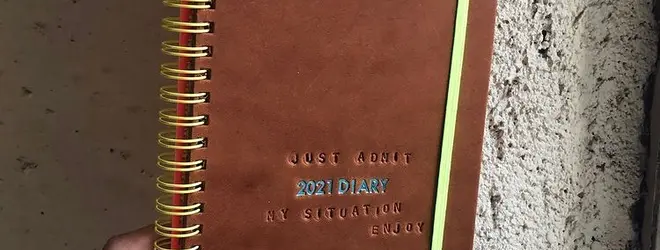 JUST ADMIT
2021 DIARY
MY SITUATION
ENJOY